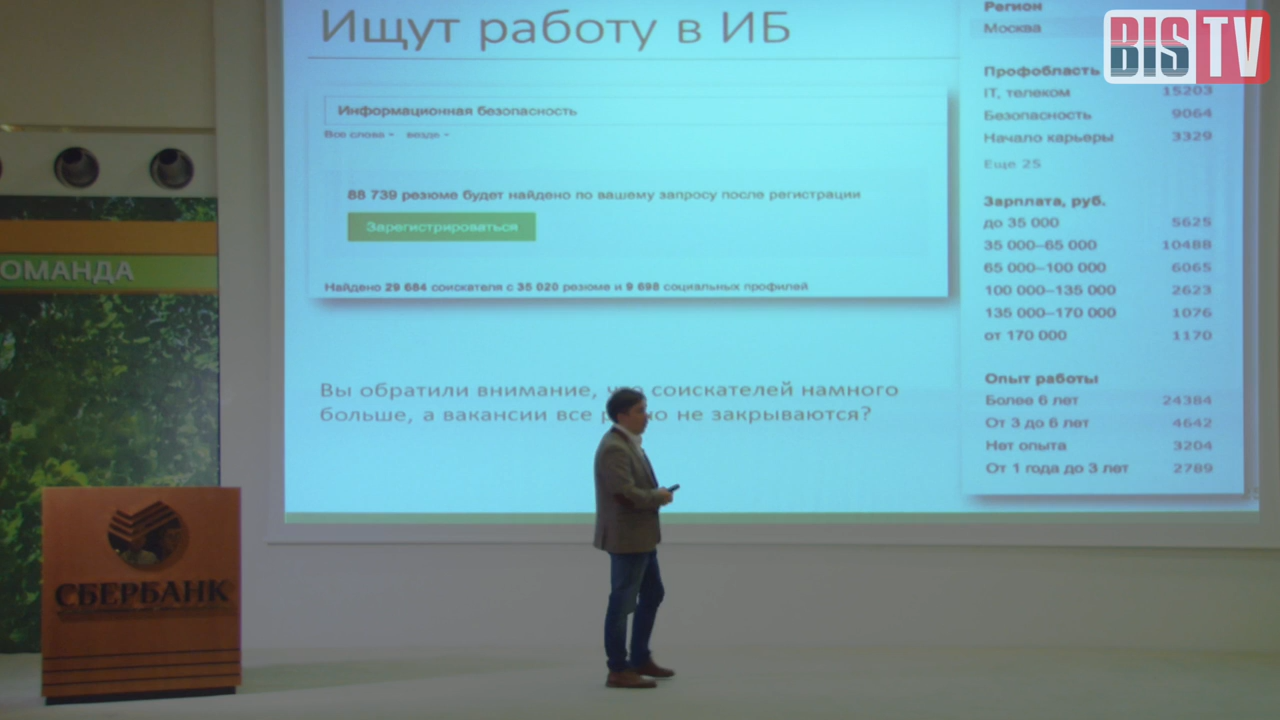 Ищут работу в ИБ
Информационная безопасность
Все слова везде
88 739 резюме будет найдено по вашему запросу после регистрации
Зарегистрироваться
Найдено 29 684 соискателя с 35 020 резюме и 9 698 социальных профилей
Вы обратили внимание, соискателей намного
больше, а вакансии все не закрываются?
Регион
Москва
Профобласть
IT, телеком 15203
Безопасность 9064
Начало карьеры 3329
Еще 25
Зарплата, руб.
до 35 000 5625
35 000–65 000 10488
65 000–100 000 6065
100 000–135 000 2623
135 000–170 000 1076
от 170 000 1170
Опыт работы
Более 6 лет 24384
От 3 до 6 лет 4642
Нет опыта 3204
От 1 года до 3 лет 2789
BISTV
ОМАНДА
СБЕРБАНК